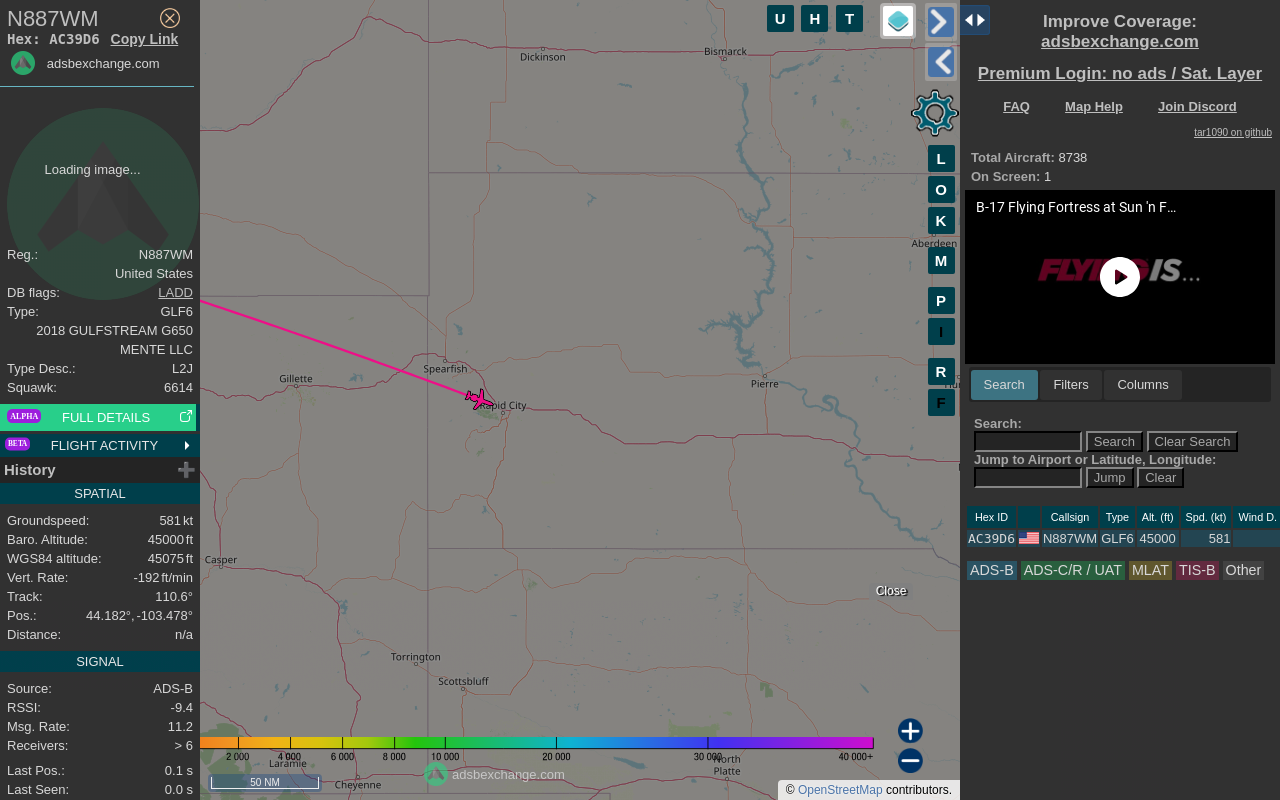 N887WM
Hex: AC39D6 Copy Link
adsbexchange.com
Loading image...
Reg.: N887WM
United States
DB flags: LADD
Type: GLF6
2018 GULFSTREAM G650
MENTE LLC
Type Desc.: L2J
Squawk: 6614
ALPHA FULL DETAILS
BETA FLIGHT ACTIVITY
History
SPATIAL
Groundspeed: 581 kt
Baro. Altitude: 45000 ft
WGS84 altitude: 45075 ft
Vert. Rate: -192 ft/min
Track: 110.6°
Pos.: 44.182°, -103.478°
Distance: n/a
SIGNAL
Source: ADS-B
RSSI: -9.4
Msg. Rate: 11.2
Receivers: > 6
Last Pos.: 0.1 s
Last Seen: 0.0 s
U H T
Dickinson
Bismarck
L
O
K
Aberdeen
M
P
I
Spearfish
R
Gillette
Pierre
F
Rapid City
Casper
Close
Torrington
Scottsbluff
2 000 4 000 6 000 8 000 10 000 20 000 30 000 40 000+
Laramie
North
Platte
adsbexchange.com
50 NM
Cheyenne
© OpenStreetMap contributors.
Improve Coverage:
adsbexchange.com
Premium Login: no ads / Sat. Layer
FAQ Map Help Join Discord
tar1090 on github
Total Aircraft: 8738
On Screen: 1
B-17 Flying Fortress at Sun 'n F...
FLYING IS...
Search Filters Columns
Search:
Search Clear Search
Jump to Airport or Latitude, Longitude:
Jump Clear
Hex ID Callsign Type Alt. (ft) Spd. (kt) Wind D.
AC39D6 N887WM GLF6 45000 581
ADS-B ADS-C/R / UAT MLAT TIS-B Other